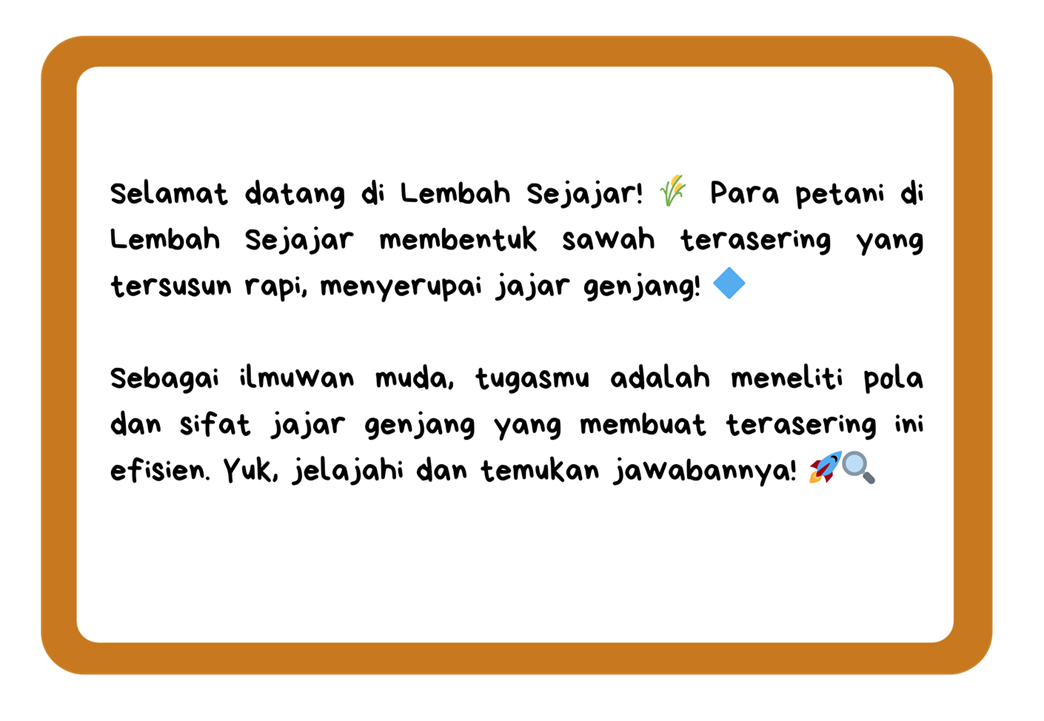 Selamat datang di Lembah Sejajar! 🌾 Para petani di
Lembah Sejajar membentuk sawah terasering yang
tersusun rapi, menyerupai jajar genjang! 🔷
Sebagai ilmuwan muda, tugasmu adalah meneliti pola
dan sifat jajar genjang yang membuat terasering ini
efisien. Yuk, jelajahi dan temukan jawabannya! 🚀🔍